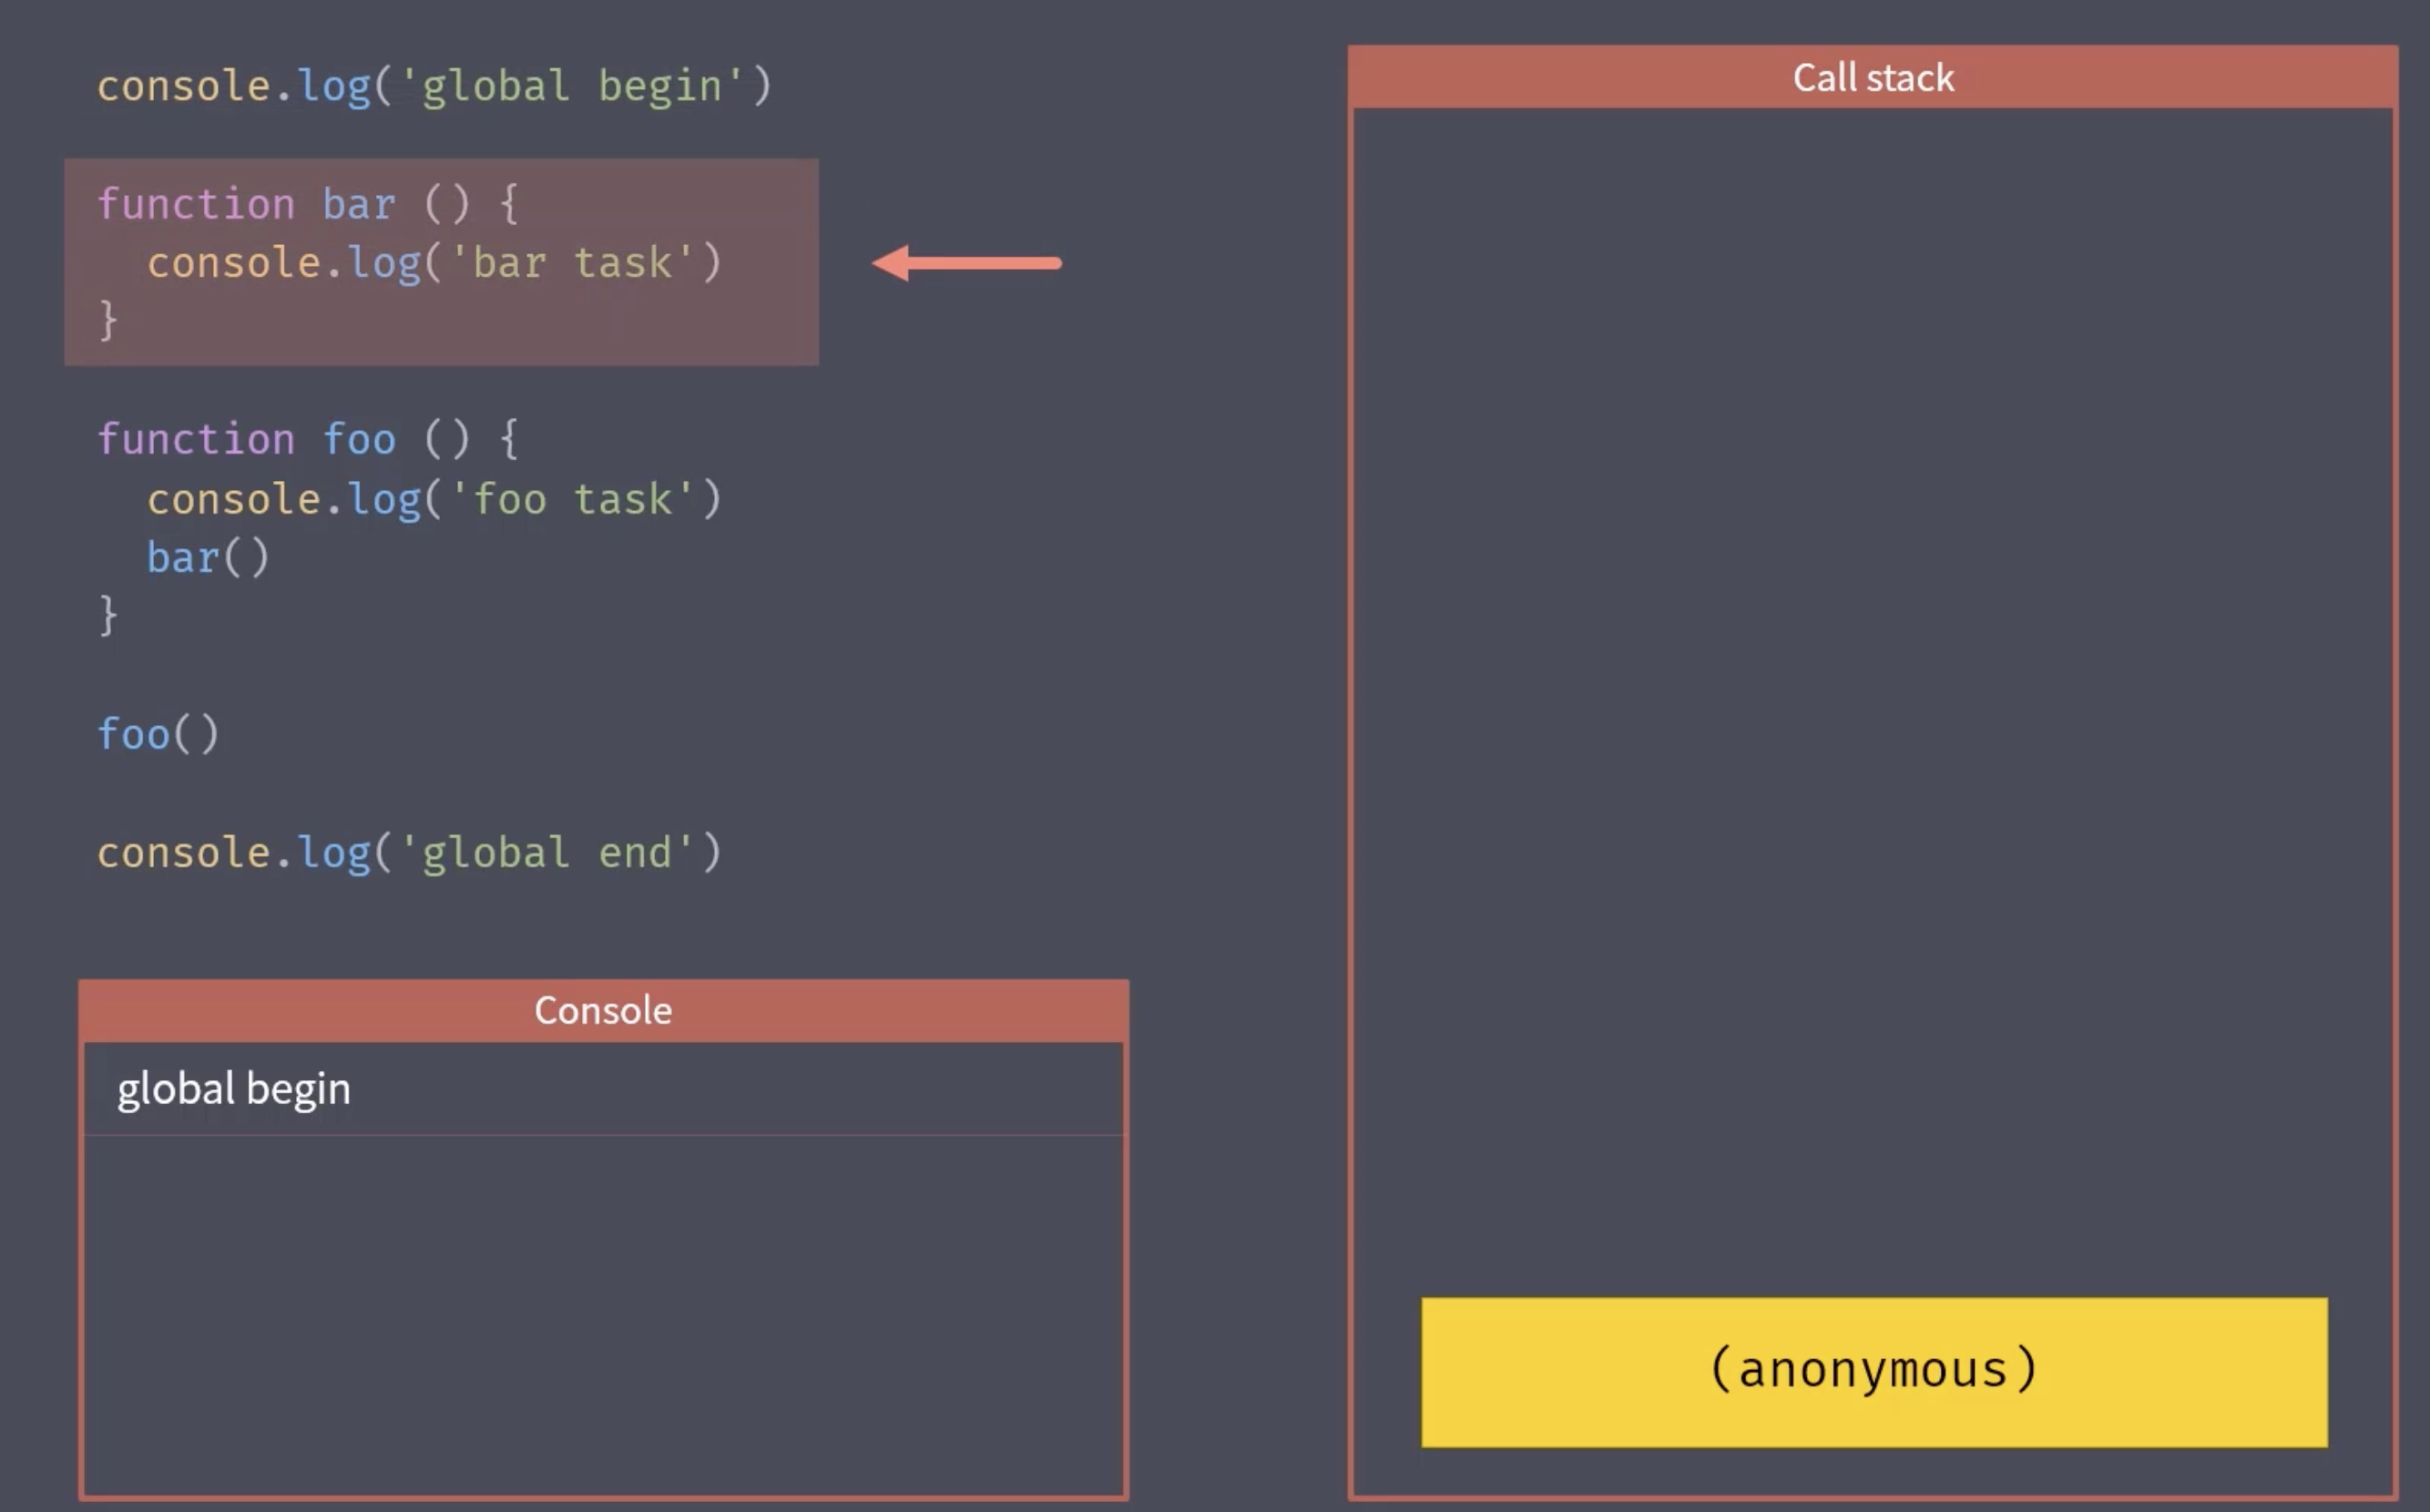 console.log('global begin')
function bar () {
  console.log('bar task')
}
function foo () {
  console.log('foo task')
  bar()
}
foo()
console.log('global end')
Console
global begin
Call stack
(anonymous)